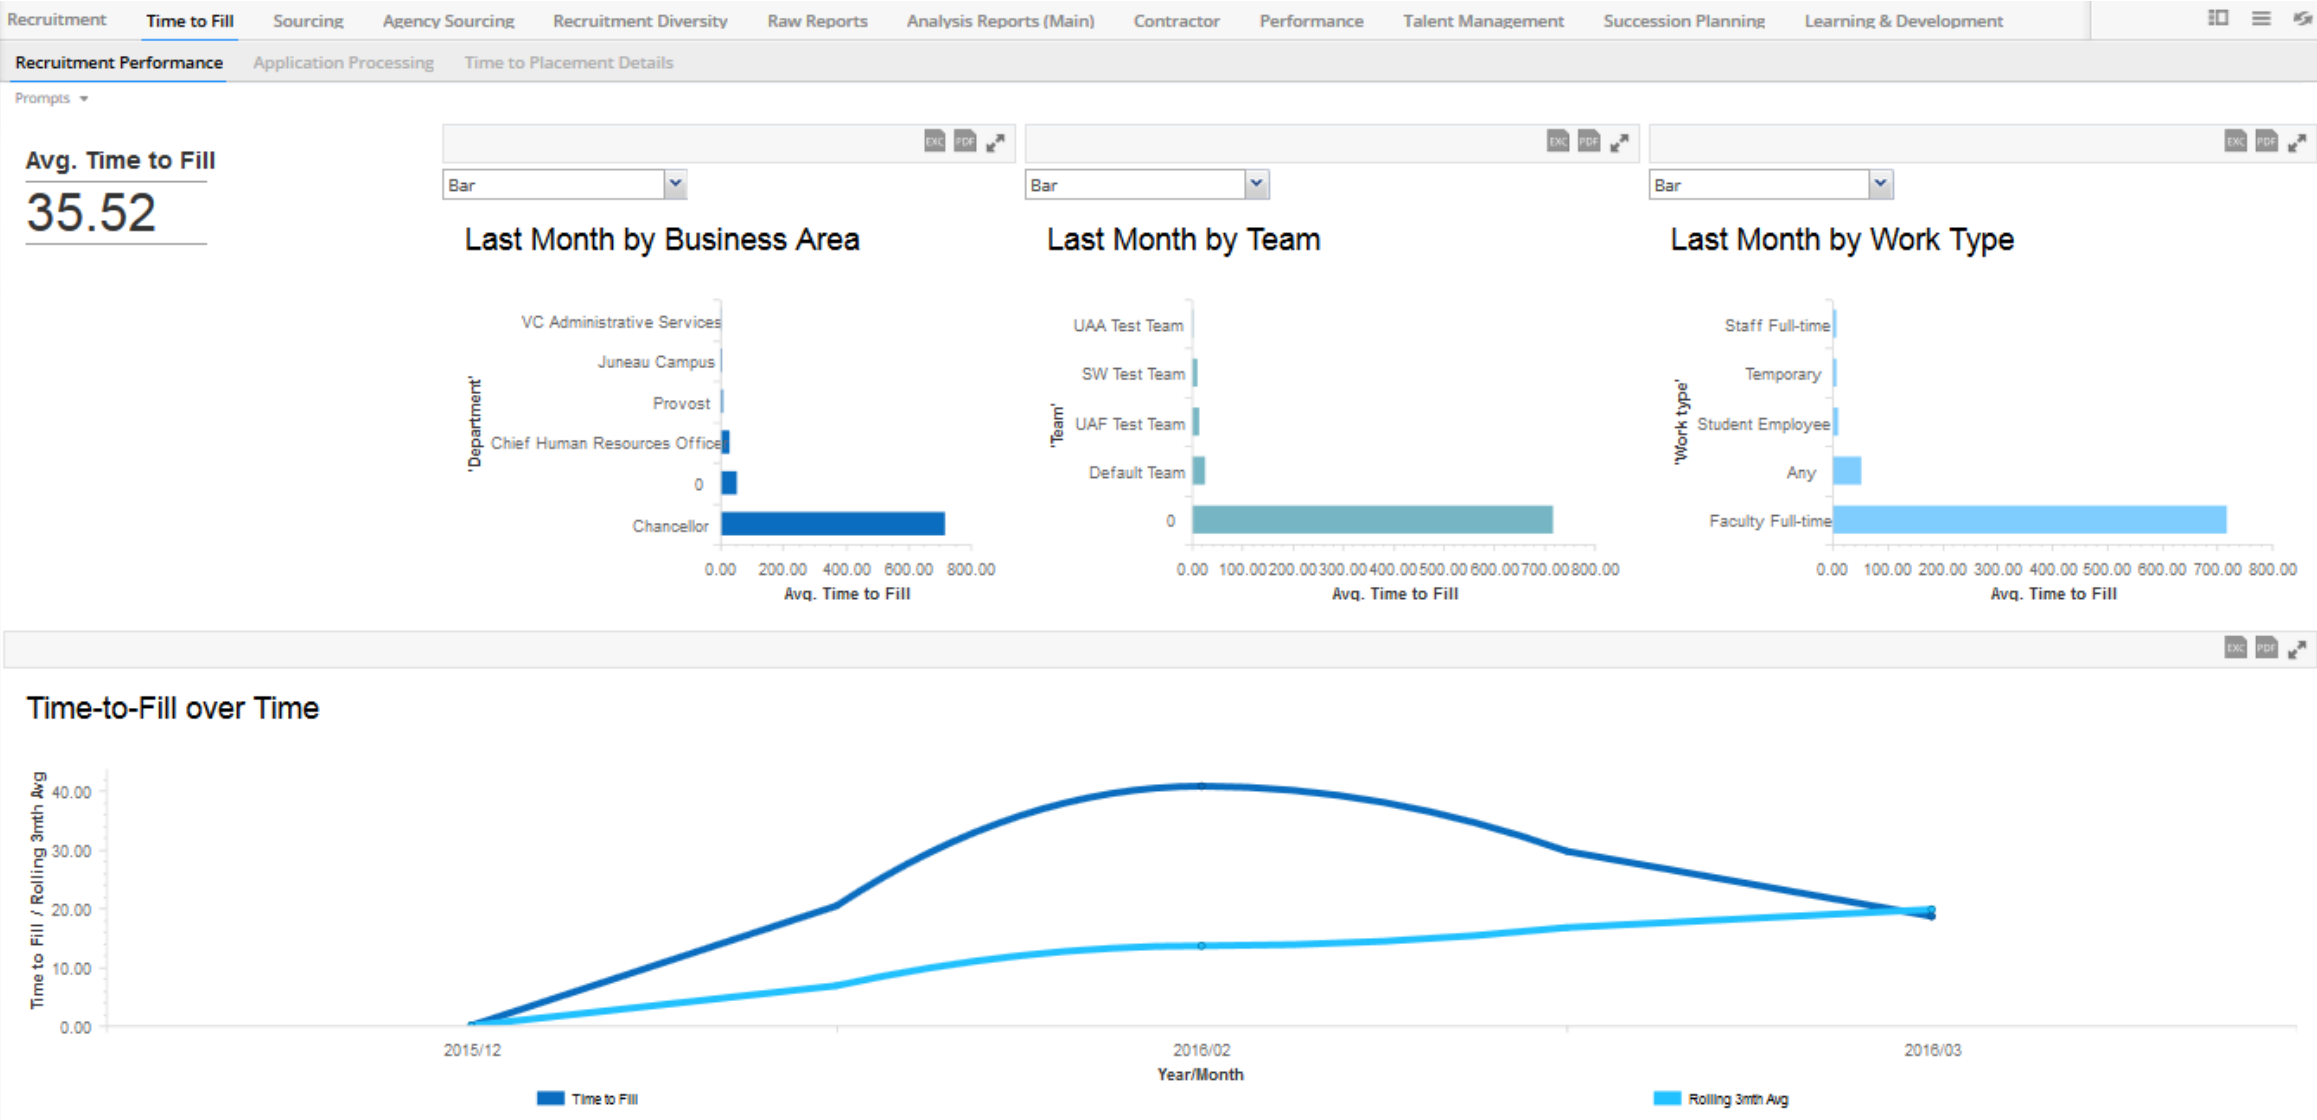 Recruitment Time to Fill Sourcing Agency Sourcing Recruitment Diversity Raw Reports Analysis Reports (Main) Contractor Performance Talent Management Succession Planning Learning & Development
Recruitment Performance Application Processing Time to Placement Details
Prompts
Avg. Time to Fill
35.52
EXC PDF
Bar
Last Month by Business Area
'Department'
VC Administrative Services
Juneau Campus
Provost
Chief Human Resources Office
0
Chancellor
0.00 200.00 400.00 600.00 800.00
Avg. Time to Fill
EXC PDF
Bar
Last Month by Team
'Team'
UAA Test Team
SW Test Team
UAF Test Team
Default Team
0
0.00 100.00 200.00 300.00 400.00 500.00 600.00 700.00 800.00
Avg. Time to Fill
EXC PDF
Bar
Last Month by Work Type
'Work type'
Staff Full-time
Temporary
Student Employee
Any
Faculty Full-time
0.00 100.00 200.00 300.00 400.00 500.00 600.00 700.00 800.00
Avg. Time to Fill
EXC PDF
Time-to-Fill over Time
Time to Fill / Rolling 3mth Avg
40.00
30.00
20.00
10.00
0.00
2015/12 2016/02 2016/03
Year/Month
Time to Fill Rolling 3mth Avg